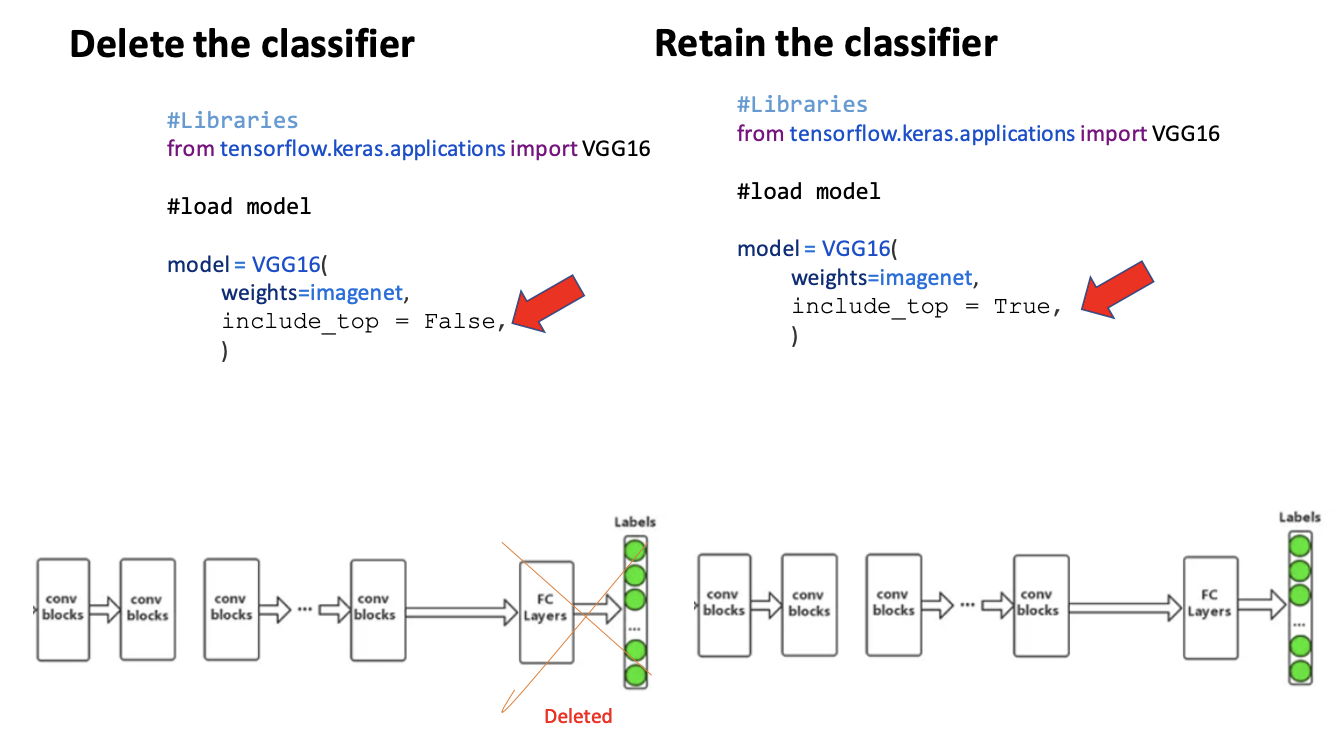 Delete the classifier
#Libraries
from tensorflow.keras.applications import VGG16
#load model
model = VGG16(
weights=imagenet,
include_top = False,
)
Retain the classifier
#Libraries
from tensorflow.keras.applications import VGG16
#load model
model = VGG16(
weights=imagenet,
include_top = True,
)
Labels
conv
blocks
conv
blocks
conv
blocks
...
conv
blocks
FC
Layers
...
Deleted
Labels
conv
blocks
conv
blocks
conv
blocks
...
conv
blocks
FC
Layers
...